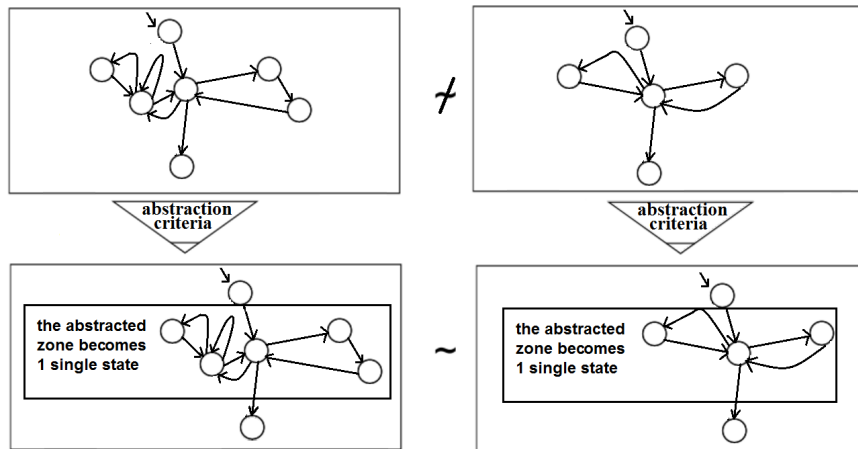 ≁
abstraction
criteria
abstraction
criteria
the abstracted
zone becomes
1 single state
~
the abstracted
zone becomes
1 single state